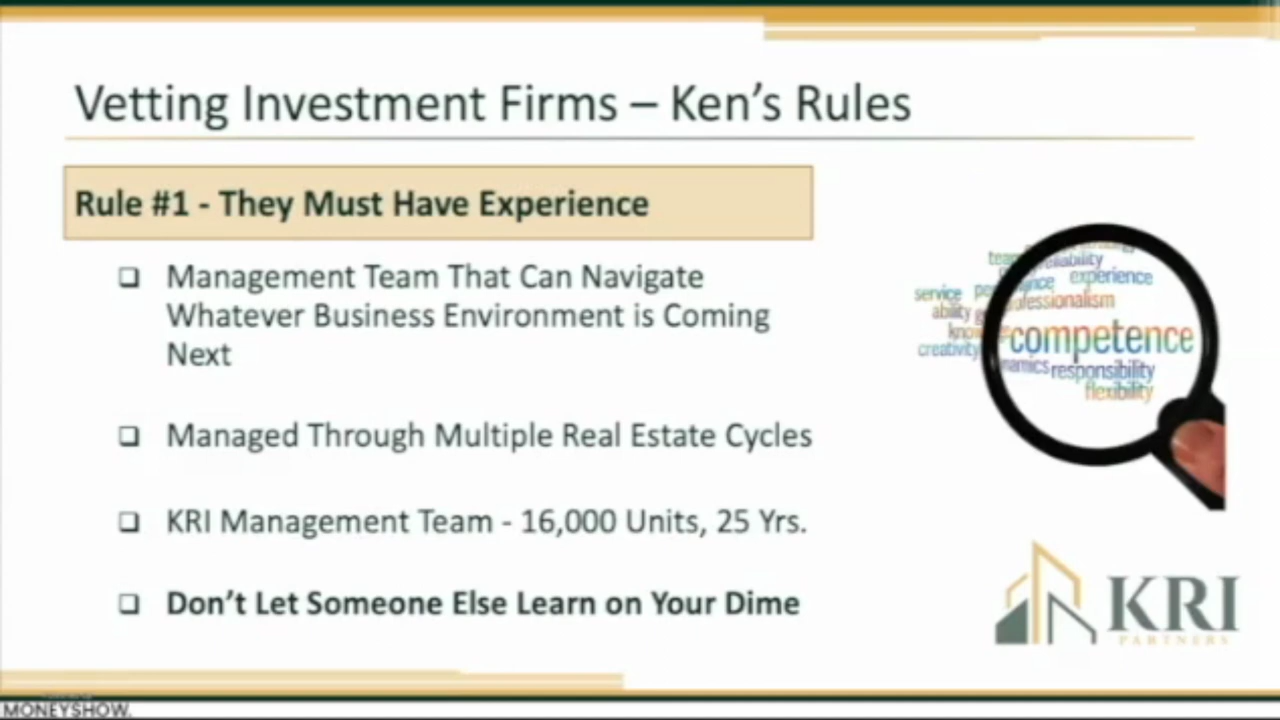 Vetting Investment Firms – Ken's Rules
Rule #1 - They Must Have Experience
Management Team That Can Navigate
Whatever Business Environment is Coming
Next
Managed Through Multiple Real Estate Cycles
KRI Management Team - 16,000 Units, 25 Yrs.
Don't Let Someone Else Learn on Your Dime
reliability
experience
service
professionalism
ability
competence
creativity
responsibility
flexibility
KRI
PARTNERS
MONEYSHOW.